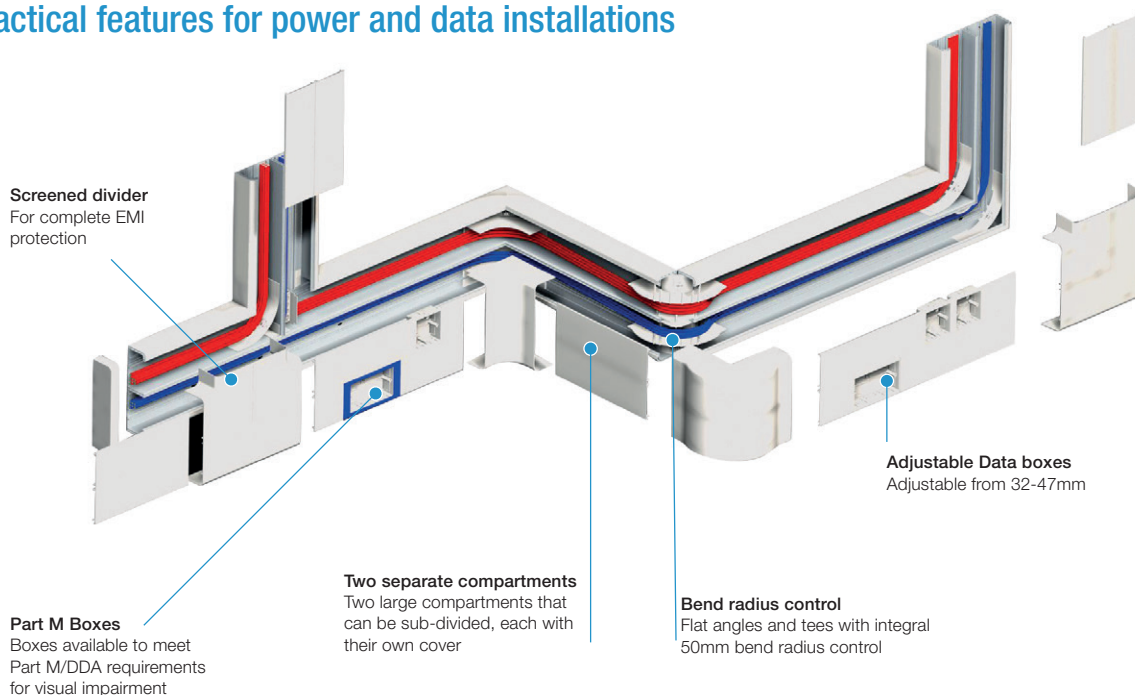 actical features for power and data installations
Screened divider
For complete EMI
protection
Adjustable Data boxes
Adjustable from 32-47mm
Two separate compartments
Two large compartments that
can be sub-divided, each with
their own cover
Bend radius control
Flat angles and tees with integral
50mm bend radius control
Part M Boxes
Boxes available to meet
Part M/DDA requirements
for visual impairment